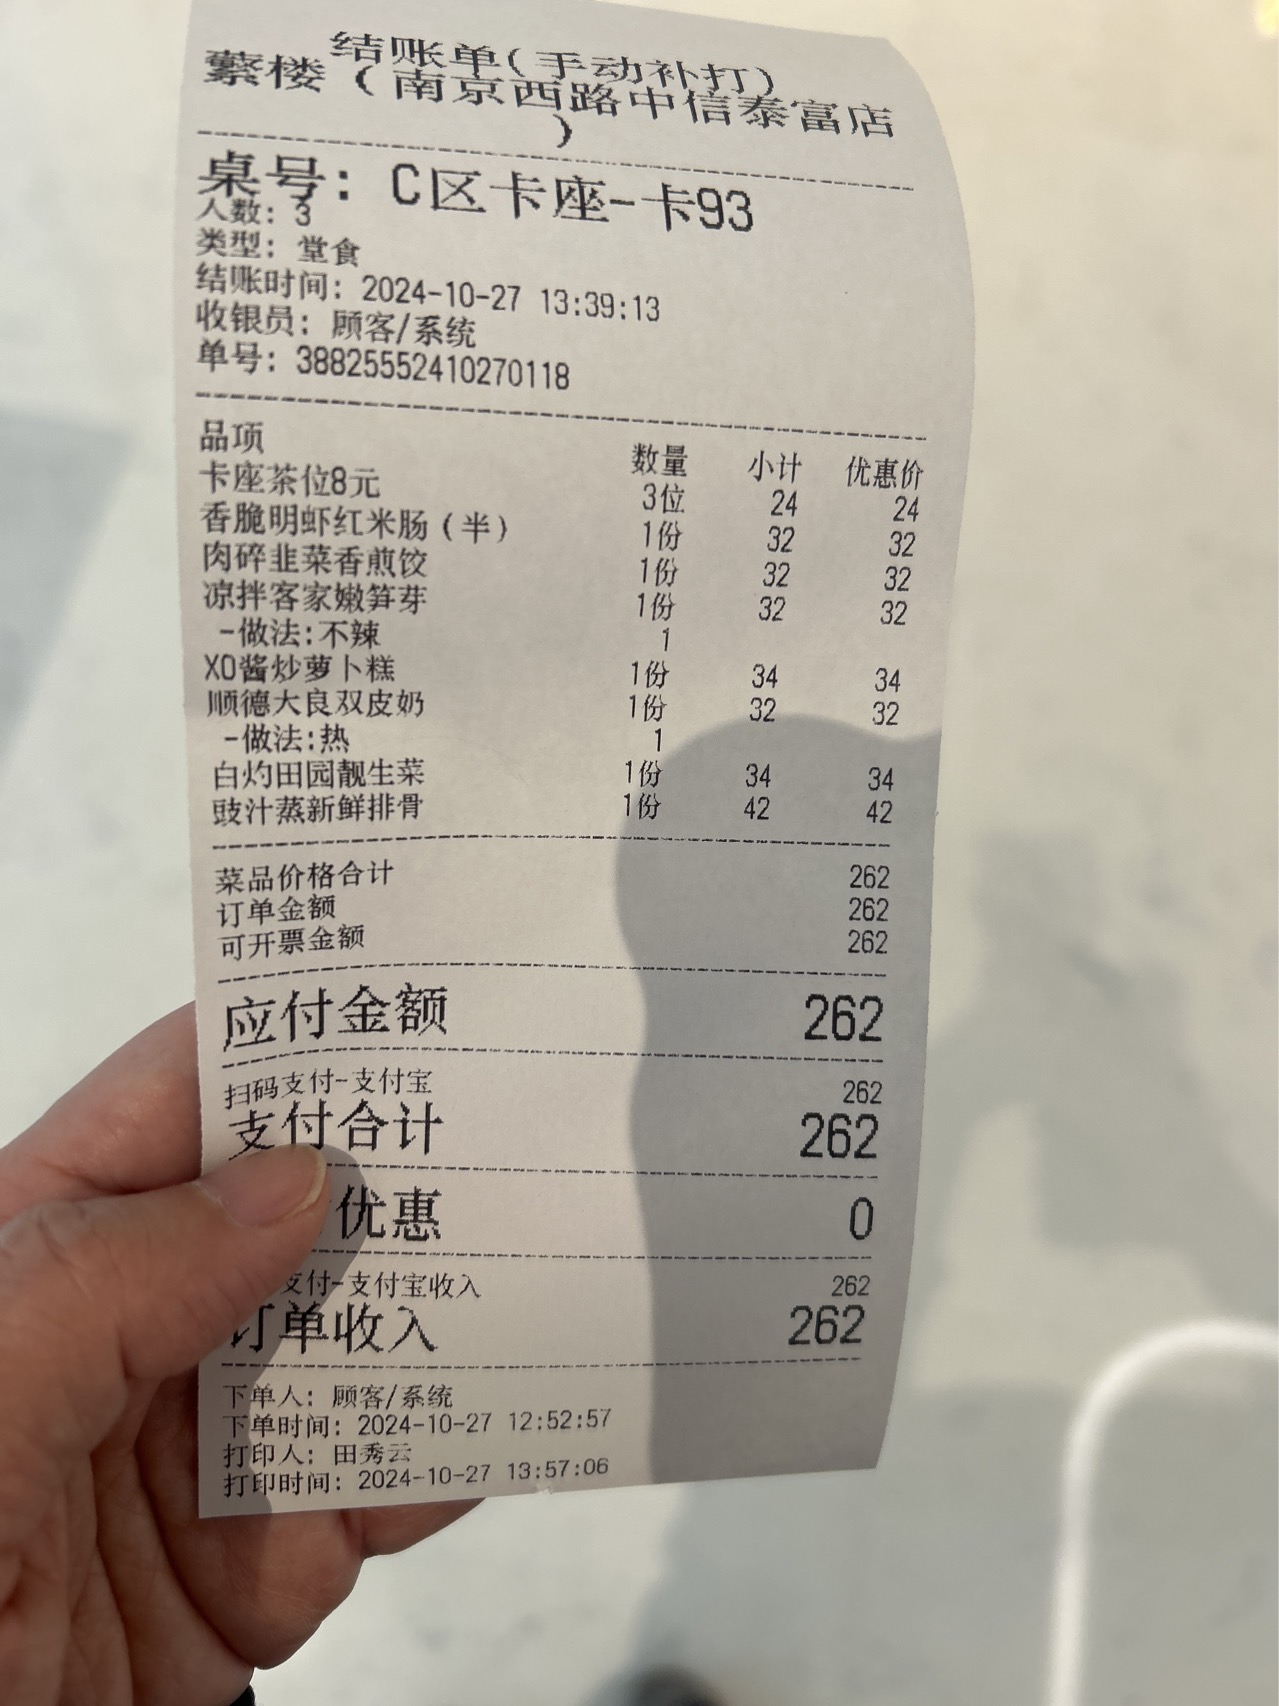 结账单(手动补打)
蘩楼（南京西路中信泰富店
）
桌号: C区卡座-卡93
人数: 3
类型: 堂食
结账时间: 2024-10-27 13:39:13
收银员: 顾客/系统
单号: 38825552410270118
品项 数量 小计 优惠价
卡座茶位8元 3位 24 24
香脆明虾红米肠（半） 1份 32 32
肉碎韭菜香煎饺 1份 32 32
凉拌客家嫩笋芽 1份 32 32
-做法:不辣 1
XO酱炒萝卜糕 1份 34 34
顺德大良双皮奶 1份 32 32
-做法:热 1
白灼田园靓生菜 1份 34 34
豉汁蒸新鲜排骨 1份 42 42
菜品价格合计 262
订单金额 262
可开票金额 262
应付金额 262
扫码支付-支付宝 262
支付合计 262
优惠 0
支付-支付宝收入 262
订单收入 262
下单人: 顾客/系统
下单时间: 2024-10-27 12:52:57
打印人: 田秀云
打印时间: 2024-10-27 13:57:06